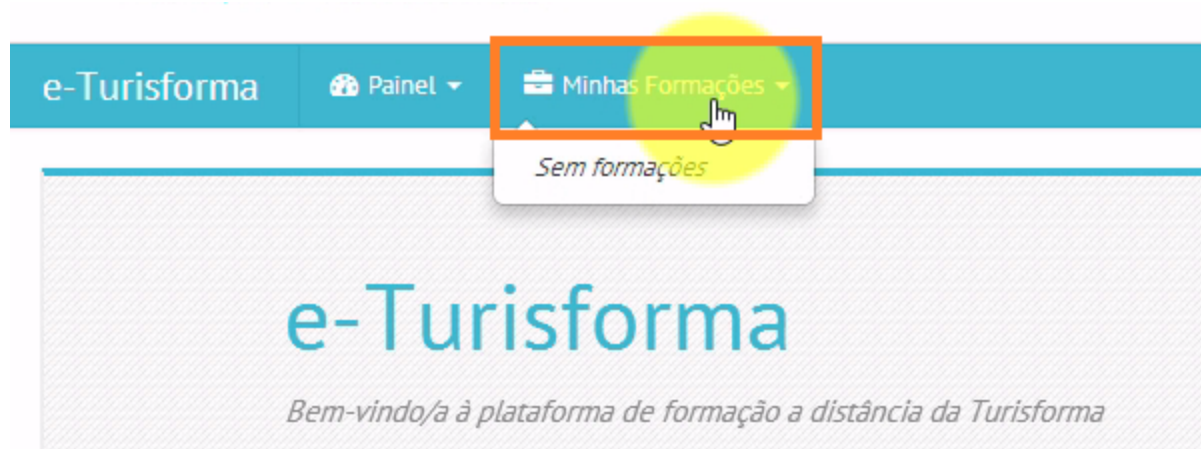 e-Turisforma Painel Minhas Formações
Sem formações
e-Turisforma
Bem-vindo/a à plataforma de formação a distância da Turisforma